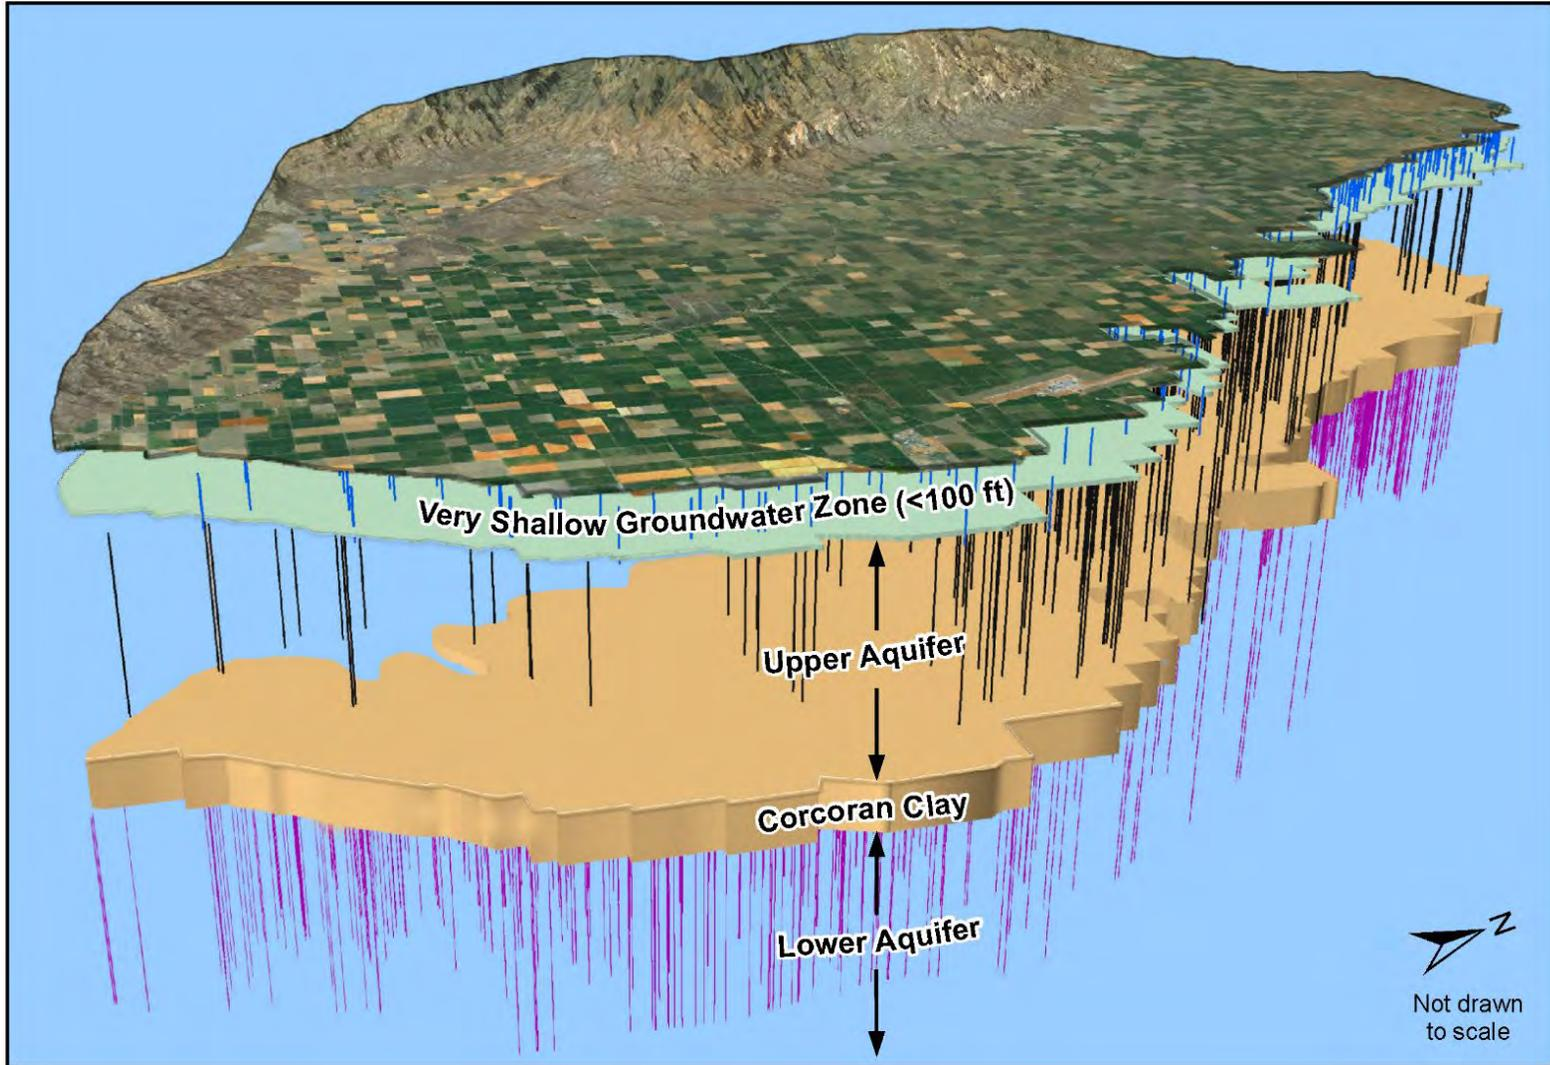 Very Shallow Groundwater Zone (<100 ft)
Upper Aquifer
Corcoran Clay
Lower Aquifer
N
Not drawn
to scale